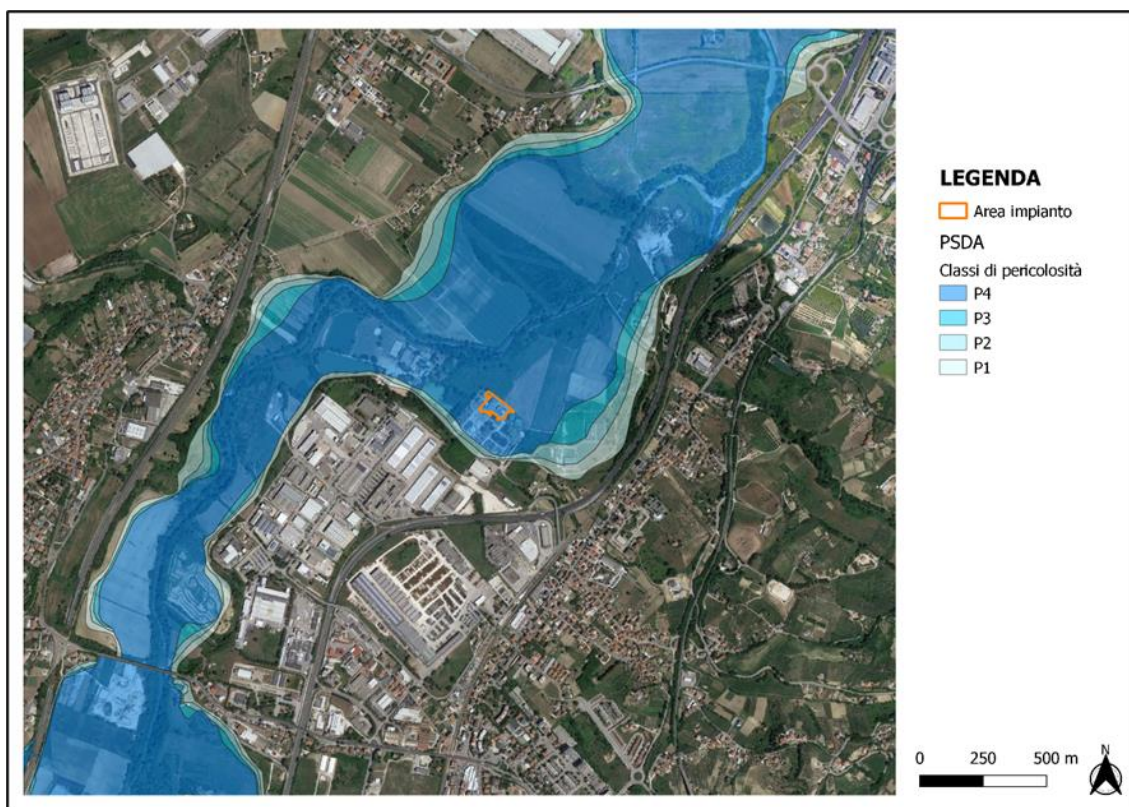 LEGENDA
Area impianto
PSDA
Classi di pericolosità
P4
P3
P2
P1
0 250 500 m
N